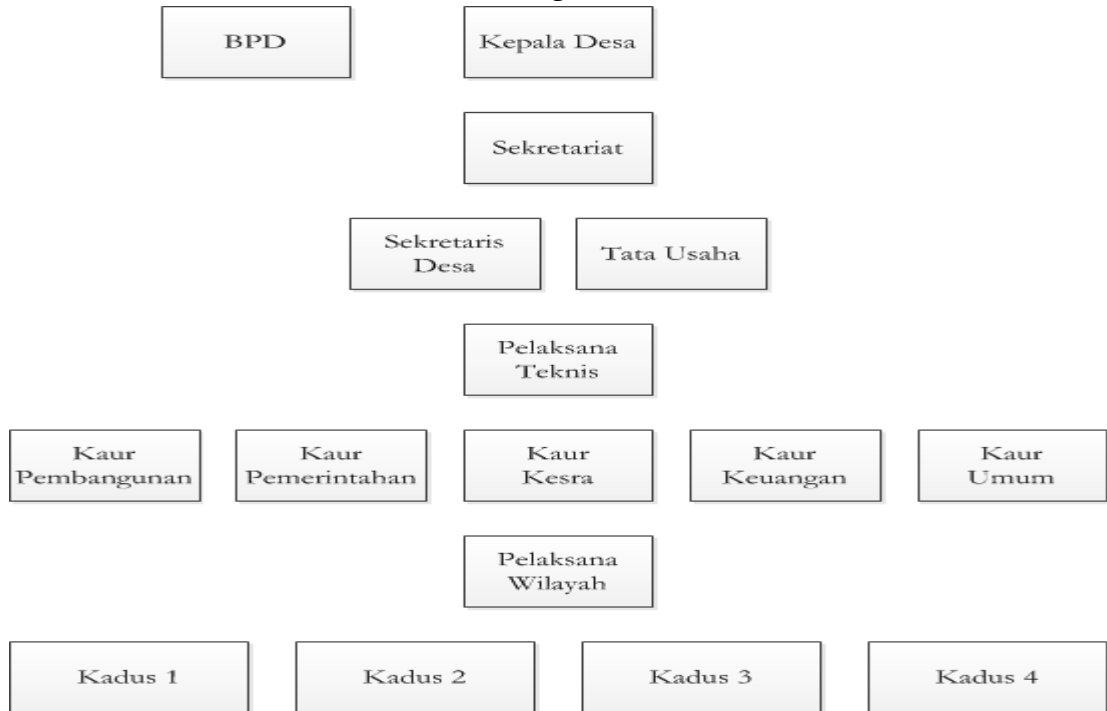 BPD
Kepala Desa
Sekretariat
Sekretaris
Desa
Tata Usaha
Pelaksana
Teknis
Kaur
Pembangunan
Kaur
Pemerintahan
Kaur
Kesra
Kaur
Keuangan
Kaur
Umum
Pelaksana
Wilayah
Kadus 1
Kadus 2
Kadus 3
Kadus 4